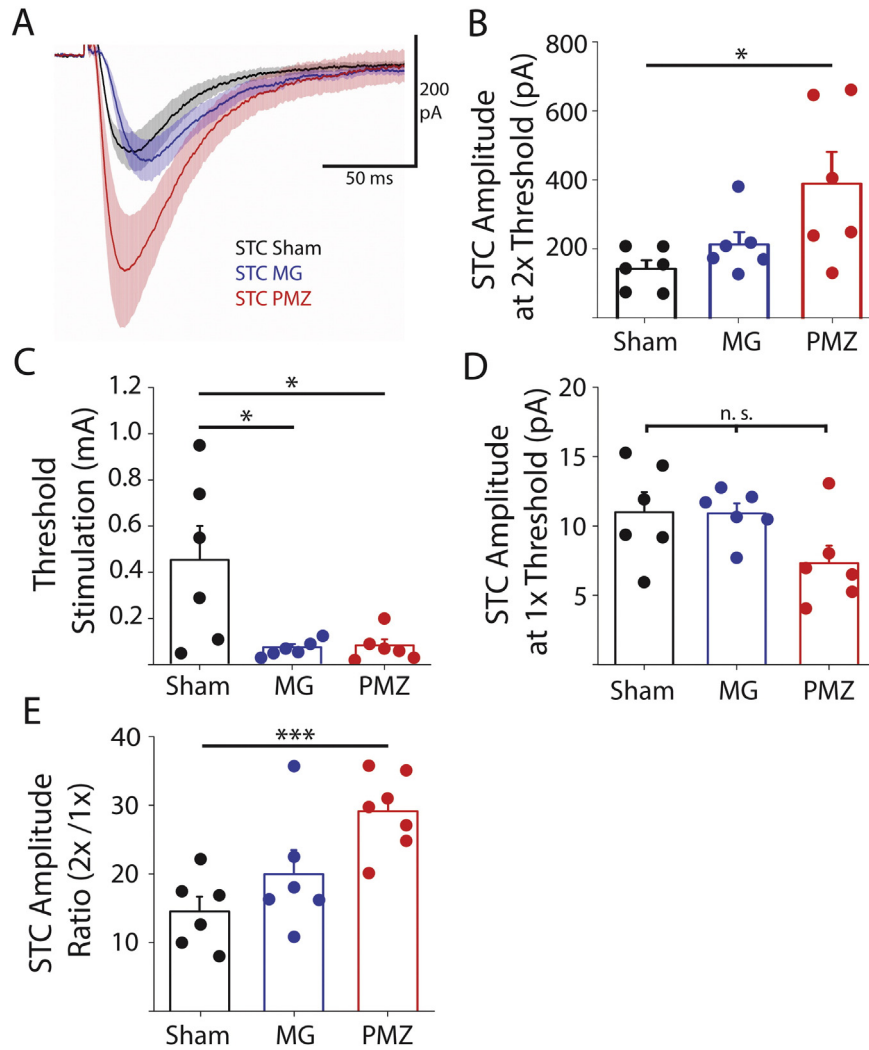 A
200
pA
50 ms
STC Sham
STC MG
STC PMZ
B
STC Amplitude
at 2x Threshold (pA)
800
600
400
200
*
Sham MG PMZ
C
Threshold
Stimulation (mA)
1.2
1.0
0.8
0.6
0.4
0.2
*
*
Sham MG PMZ
D
STC Amplitude
at 1x Threshold (pA)
20
15
10
5
n. s.
Sham MG PMZ
E
STC Amplitude
Ratio (2x /1x)
40
30
20
10
***
Sham MG PMZ